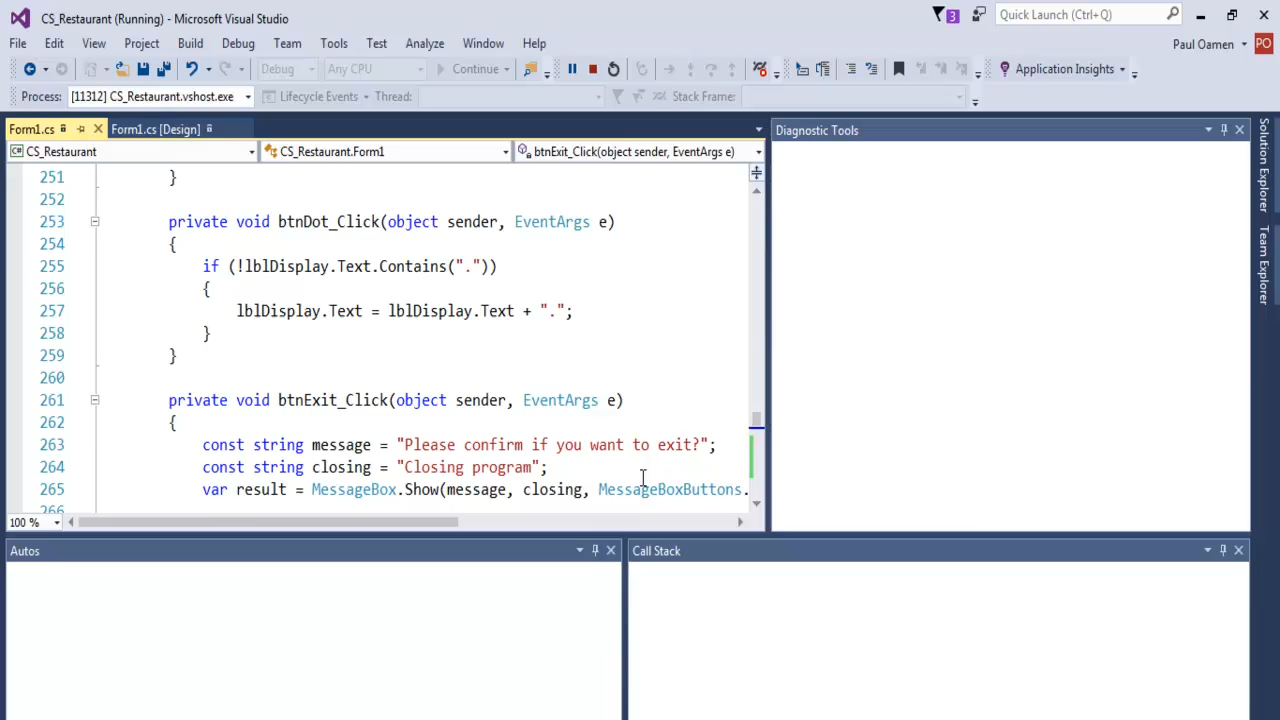 CS_Restaurant (Running) - Microsoft Visual Studio
3
Quick Launch (Ctrl+Q)
File Edit View Project Build Debug Team Tools Test Analyze Window Help
Paul Oamen PO
Debug Any CPU Continue Application Insights
Process: [11312] CS_Restaurant.vshost.exe Lifecycle Events Thread: Stack Frame:
Form1.cs Form1.cs [Design]
Diagnostic Tools
C# CS_Restaurant CS_Restaurant.Form1 btnExit_Click(object sender, EventArgs e)
251 }
252
253 private void btnDot_Click(object sender, EventArgs e)
254 {
255 if (!lblDisplay.Text.Contains("."))
256 {
257 lblDisplay.Text = lblDisplay.Text + ".";
258 }
259 }
260
261 private void btnExit_Click(object sender, EventArgs e)
262 {
263 const string message = "Please confirm if you want to exit?";
264 const string closing = "Closing program";
265 var result = MessageBox.Show(message, closing, MessageBoxButtons.
266
100 %
Solution Explorer
Team Explorer
Autos
Call Stack